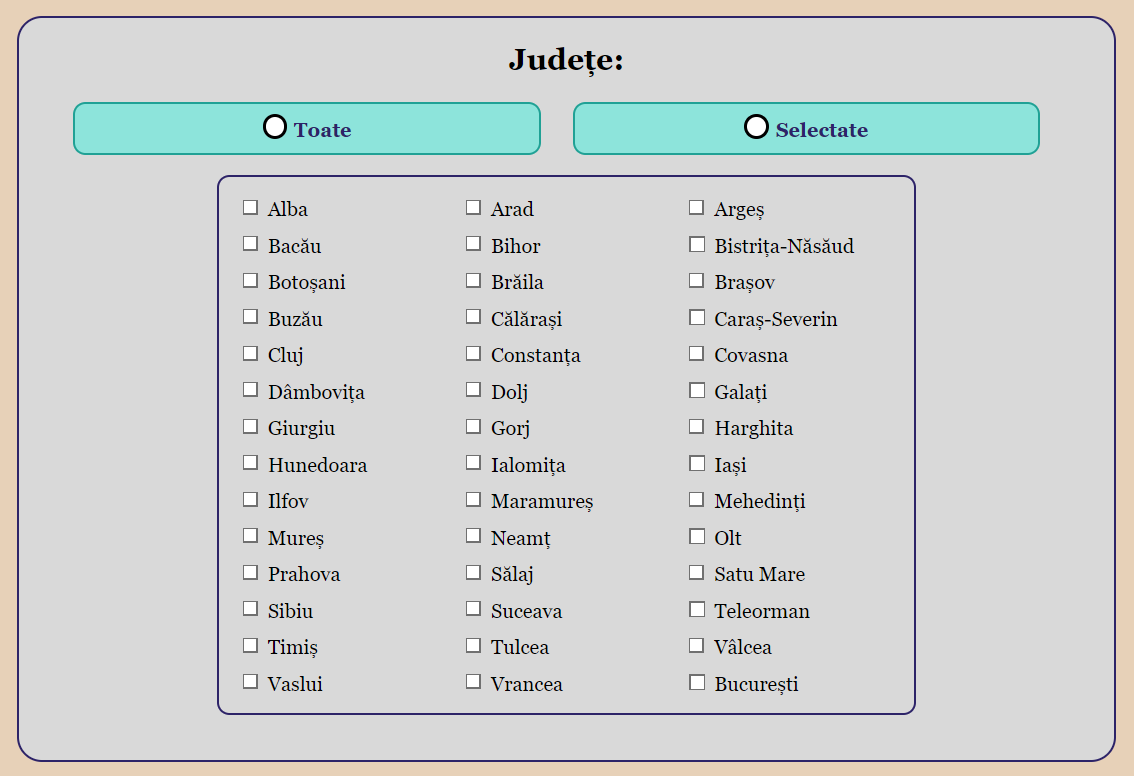 Județe:
Toate Selectate
Alba Arad Argeș
Bacău Bihor Bistrița-Năsăud
Botoșani Brăila Brașov
Buzău Călărași Caraș-Severin
Cluj Constanța Covasna
Dâmbovița Dolj Galați
Giurgiu Gorj Harghita
Hunedoara Ialomița Iași
Ilfov Maramureș Mehedinți
Mureș Neamț Olt
Prahova Sălaj Satu Mare
Sibiu Suceava Teleorman
Timiș Tulcea Vâlcea
Vaslui Vrancea București